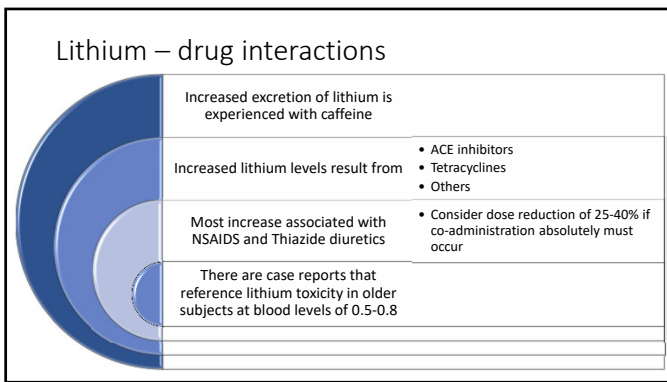 Lithium – drug interactions
Increased excretion of lithium is
experienced with caffeine
Increased lithium levels result from
• ACE inhibitors
• Tetracyclines
• Others
Most increase associated with
NSAIDS and Thiazide diuretics
• Consider dose reduction of 25-40% if
co-administration absolutely must
occur
There are case reports that
reference lithium toxicity in older
subjects at blood levels of 0.5-0.8